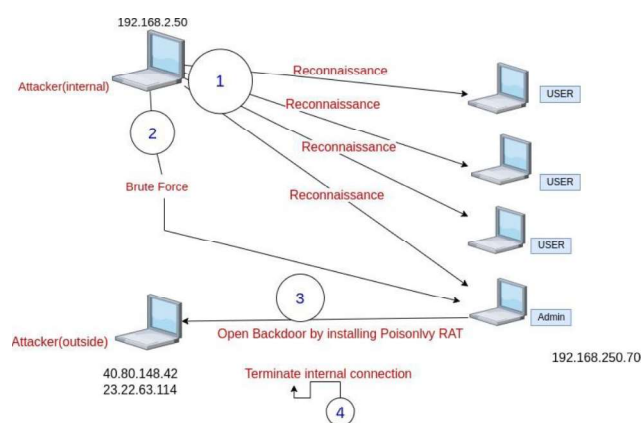 192.168.2.50
Attacker(internal)
1
Reconnaissance
USER
Reconnaissance
2
Reconnaissance
USER
Brute Force
Reconnaissance
USER
3
Admin
Open Backdoor by installing PoisonIvy RAT
Attacker(outside)
192.168.250.70
40.80.148.42
23.22.63.114
Terminate internal connection
4